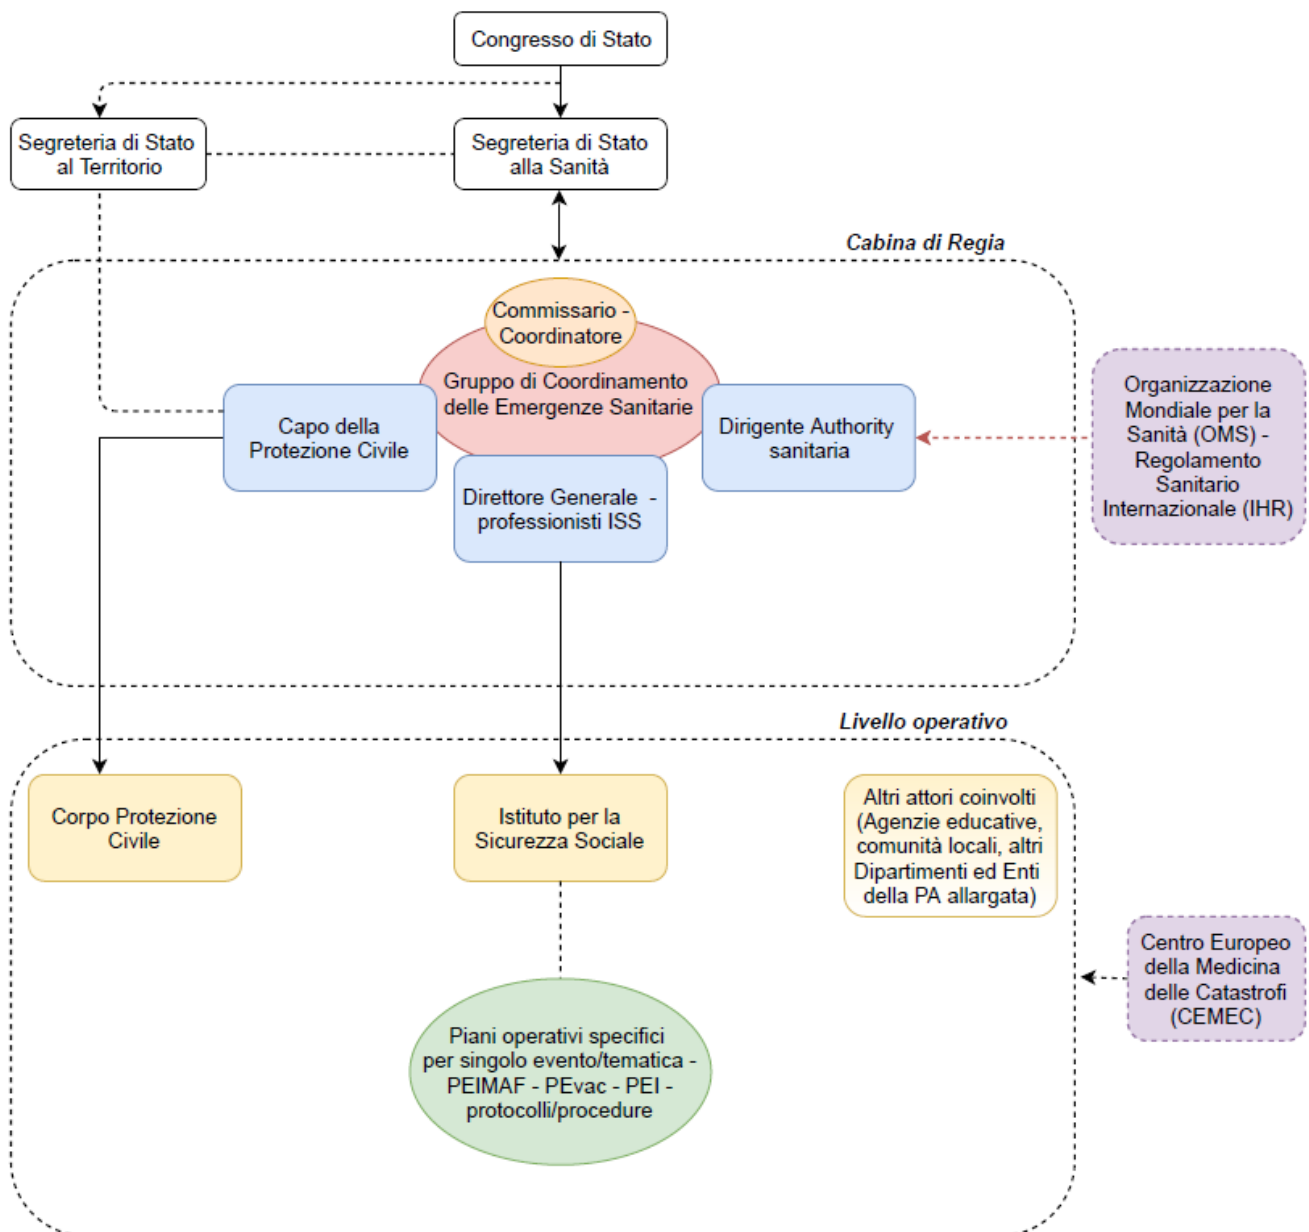 Congresso di Stato
Segreteria di Stato
al Territorio
Segreteria di Stato
alla Sanità
Cabina di Regia
Commissario -
Coordinatore
Gruppo di Coordinamento
delle Emergenze Sanitarie
Capo della
Protezione Civile
Dirigente Authority
sanitaria
Direttore Generale -
professionisti ISS
Organizzazione
Mondiale per la
Sanità (OMS) -
Regolamento
Sanitario
Internazionale (IHR)
Livello operativo
Corpo Protezione
Civile
Istituto per la
Sicurezza Sociale
Altri attori coinvolti
(Agenzie educative,
comunità locali, altri
Dipartimenti ed Enti
della PA allargata)
Centro Europeo
della Medicina
delle Catastrofi
(CEMEC)
Piani operativi specifici
per singolo evento/tematica -
PEIMAF - PEvac - PEI -
protocolli/procedure